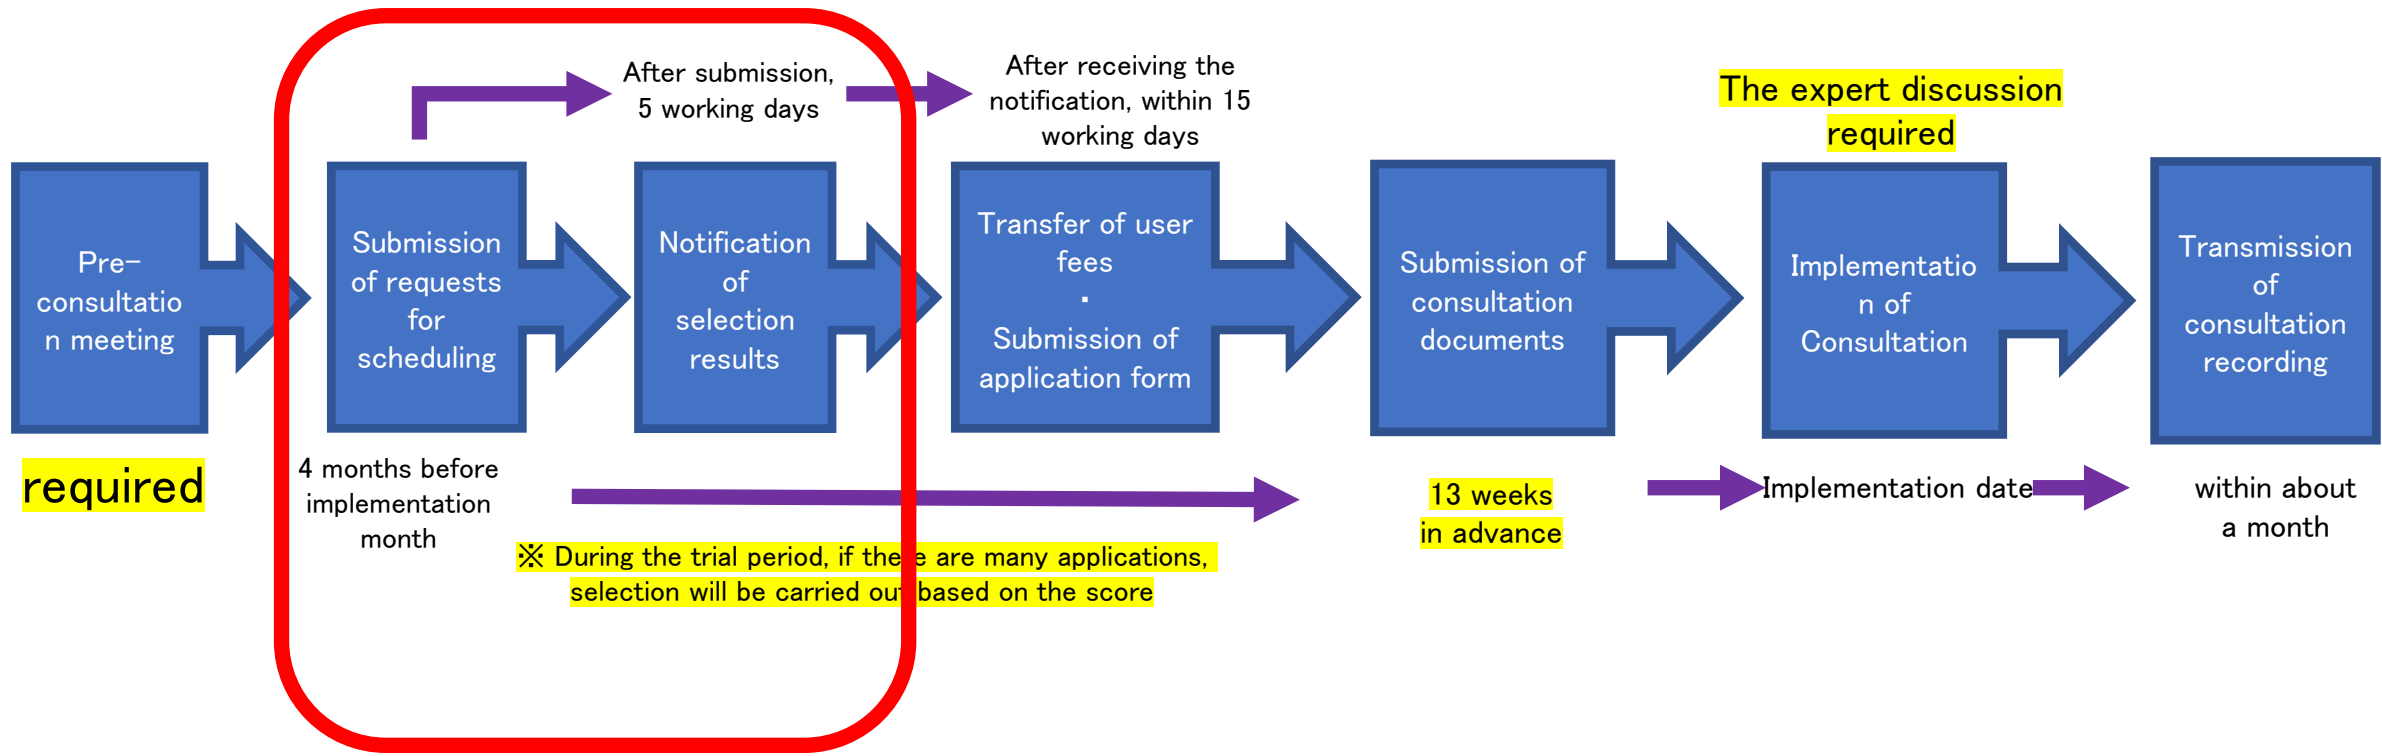 After submission,
5 working days
After receiving the
notification, within 15
working days
The expert discussion
required
Pre-
consultatio
n meeting
Submission
of requests
for
scheduling
Notification
of
selection
results
Transfer of user
fees
・
Submission of
application form
Submission of
consultation
documents
Implementatio
n of
Consultation
Transmission
of
consultation
recording
required
4 months before
implementation
month
13 weeks
in advance
Implementation date
within about
a month
※ During the trial period, if there are many applications,
selection will be carried out based on the score